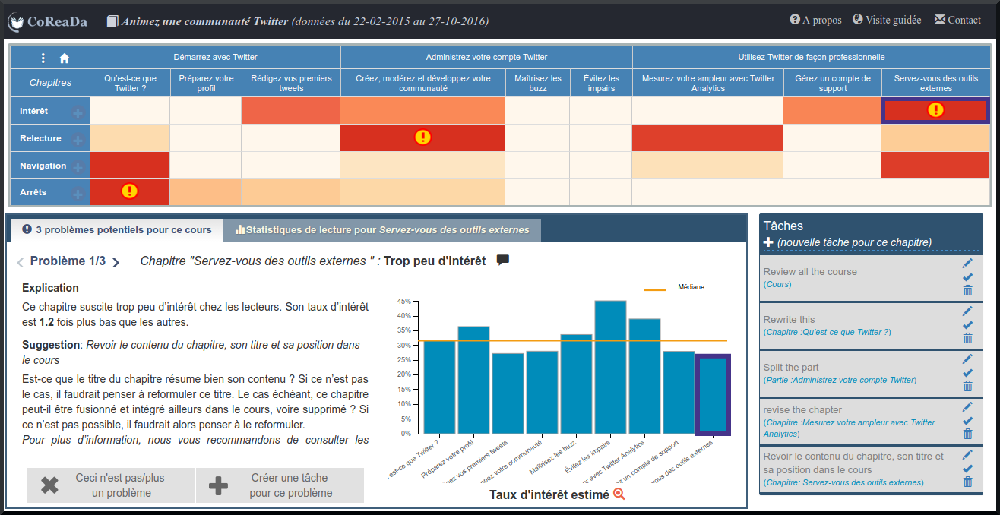 CoReaDa
Animez une communauté Twitter (données du 22-02-2015 au 27-10-2016)
A propos
Visite guidée
Contact
Démarrez avec Twitter
Administrez votre compte Twitter
Utilisez Twitter de façon professionnelle
Chapitres
Qu'est-ce que
Twitter ?
Préparez votre
profil
Rédigez vos premiers
tweets
Créez, modérez et développez votre
communauté
Maîtrisez les
buzz
Évitez les
impairs
Mesurez votre ampleur avec Twitter
Analytics
Gérez un compte de
support
Servez-vous des outils
externes
Intérêt
Relecture
Navigation
Arrêts
3 problèmes potentiels pour ce cours
Statistiques de lecture pour Servez-vous des outils externes
Problème 1/3
Chapitre "Servez-vous des outils externes " : Trop peu d'intérêt
Explication
Ce chapitre suscite trop peu d'intérêt chez les lecteurs. Son taux d'intérêt
est 1.2 fois plus bas que les autres.
Suggestion: Revoir le contenu du chapitre, son titre et sa position dans
le cours
Est-ce que le titre du chapitre résume bien son contenu ? Si ce n'est pas
le cas, il faudrait penser à reformuler ce titre. Le cas échéant, ce chapitre
peut-il être fusionné et intégré ailleurs dans le cours, voire supprimé ? Si
ce n'est pas possible, il faudrait alors penser à le reformuler.
Pour plus d'information, nous vous recommandons de consulter les
Ceci n'est pas/plus
un problème
Créer une tâche
pour ce problème
Médiane
45%
40%
35%
30%
25%
20%
15%
10%
5%
0%
'est-ce que Twitter ?
Préparez votre profil
ez vos premiers tweets
ppez votre communauté
Maîtrisez les buzz
Évitez les impairs
ur avec Twitter Analytics
z un compte de support
vous des outils externes
Taux d'intérêt estimé
Tâches
(nouvelle tâche pour ce chapitre)
Review all the course
(Cours)
Rewrite this
(Chapitre :Qu'est-ce que Twitter ?)
Split the part
(Partie :Administrez votre compte Twitter)
revise the chapter
(Chapitre :Mesurez votre ampleur avec Twitter
Analytics)
Revoir le contenu du chapitre, son titre et
sa position dans le cours
(Chapitre: Servez-vous des outils externes)